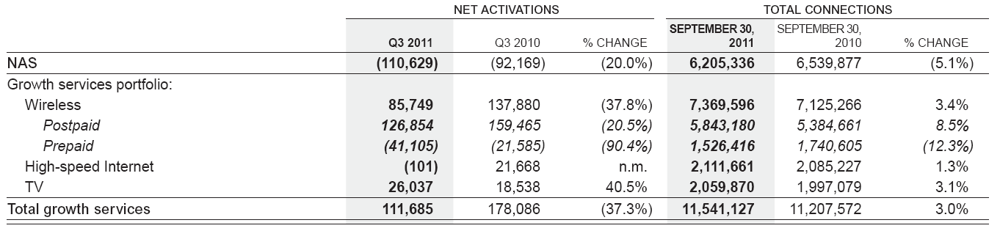 NET ACTIVATIONS TOTAL CONNECTIONS
SEPTEMBER 30, SEPTEMBER 30,
Q3 2011 Q3 2010 % CHANGE 2011 2010 % CHANGE
NAS (110,629) (92,169) (20.0%) 6,205,336 6,539,877 (5.1%)
Growth services portfolio:
Wireless 85,749 137,880 (37.8%) 7,369,596 7,125,266 3.4%
Postpaid 126,854 159,465 (20.5%) 5,843,180 5,384,661 8.5%
Prepaid (41,105) (21,585) (90.4%) 1,526,416 1,740,605 (12.3%)
High-speed Internet (101) 21,668 n.m. 2,111,661 2,085,227 1.3%
TV 26,037 18,538 40.5% 2,059,870 1,997,079 3.1%
Total growth services 111,685 178,086 (37.3%) 11,541,127 11,207,572 3.0%